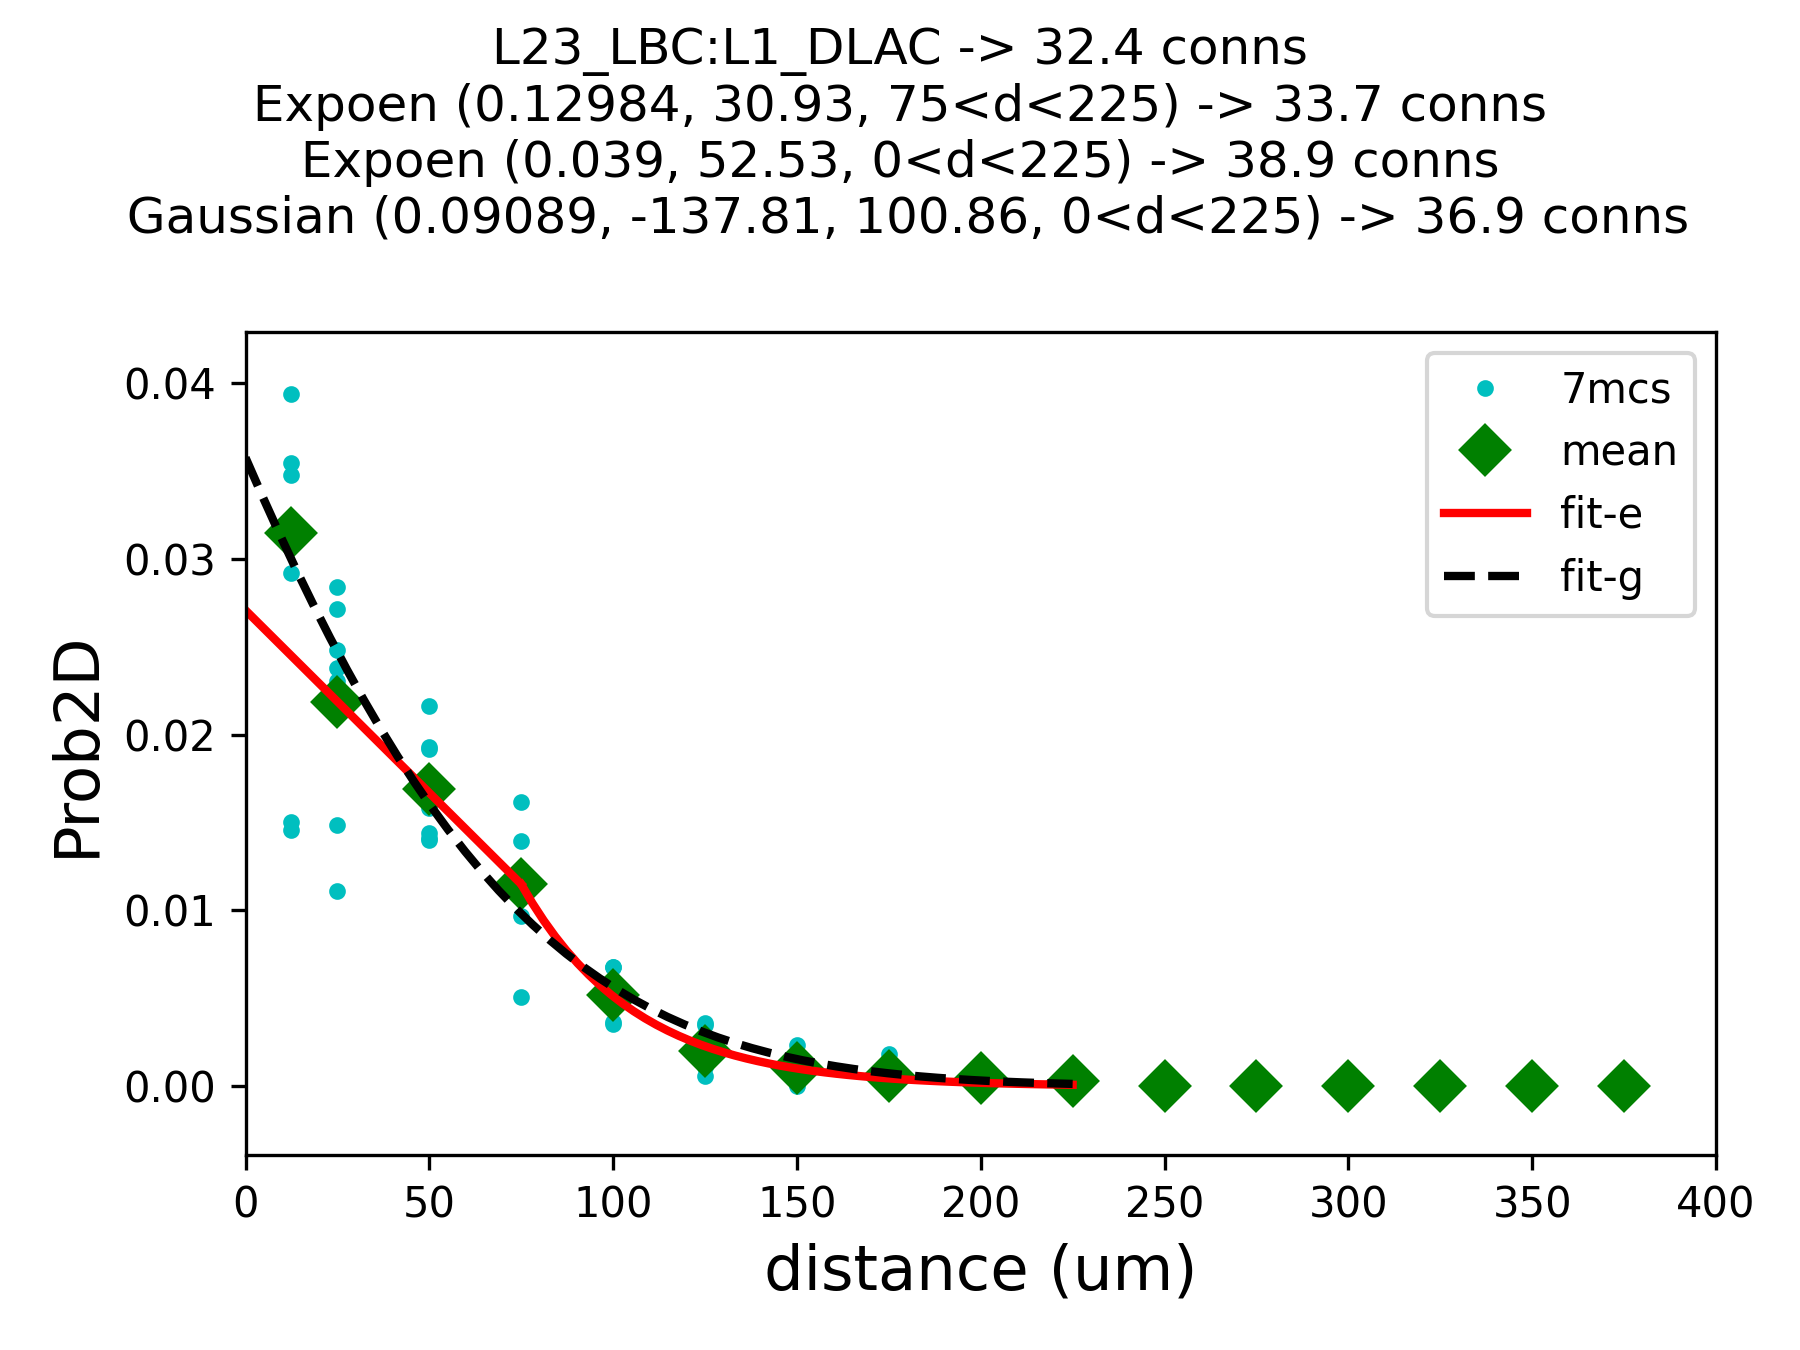 L23_LBC:L1_DLAC -> 32.4 conns
Expoen (0.12984, 30.93, 75<d<225) -> 33.7 conns
Expoen (0.039, 52.53, 0<d<225) -> 38.9 conns
Gaussian (0.09089, -137.81, 100.86, 0<d<225) -> 36.9 conns
7mcs
mean
fit-e
fit-g
Prob2D
0.04
0.03
0.02
0.01
0.00
0 50 100 150 200 250 300 350 400
distance (um)